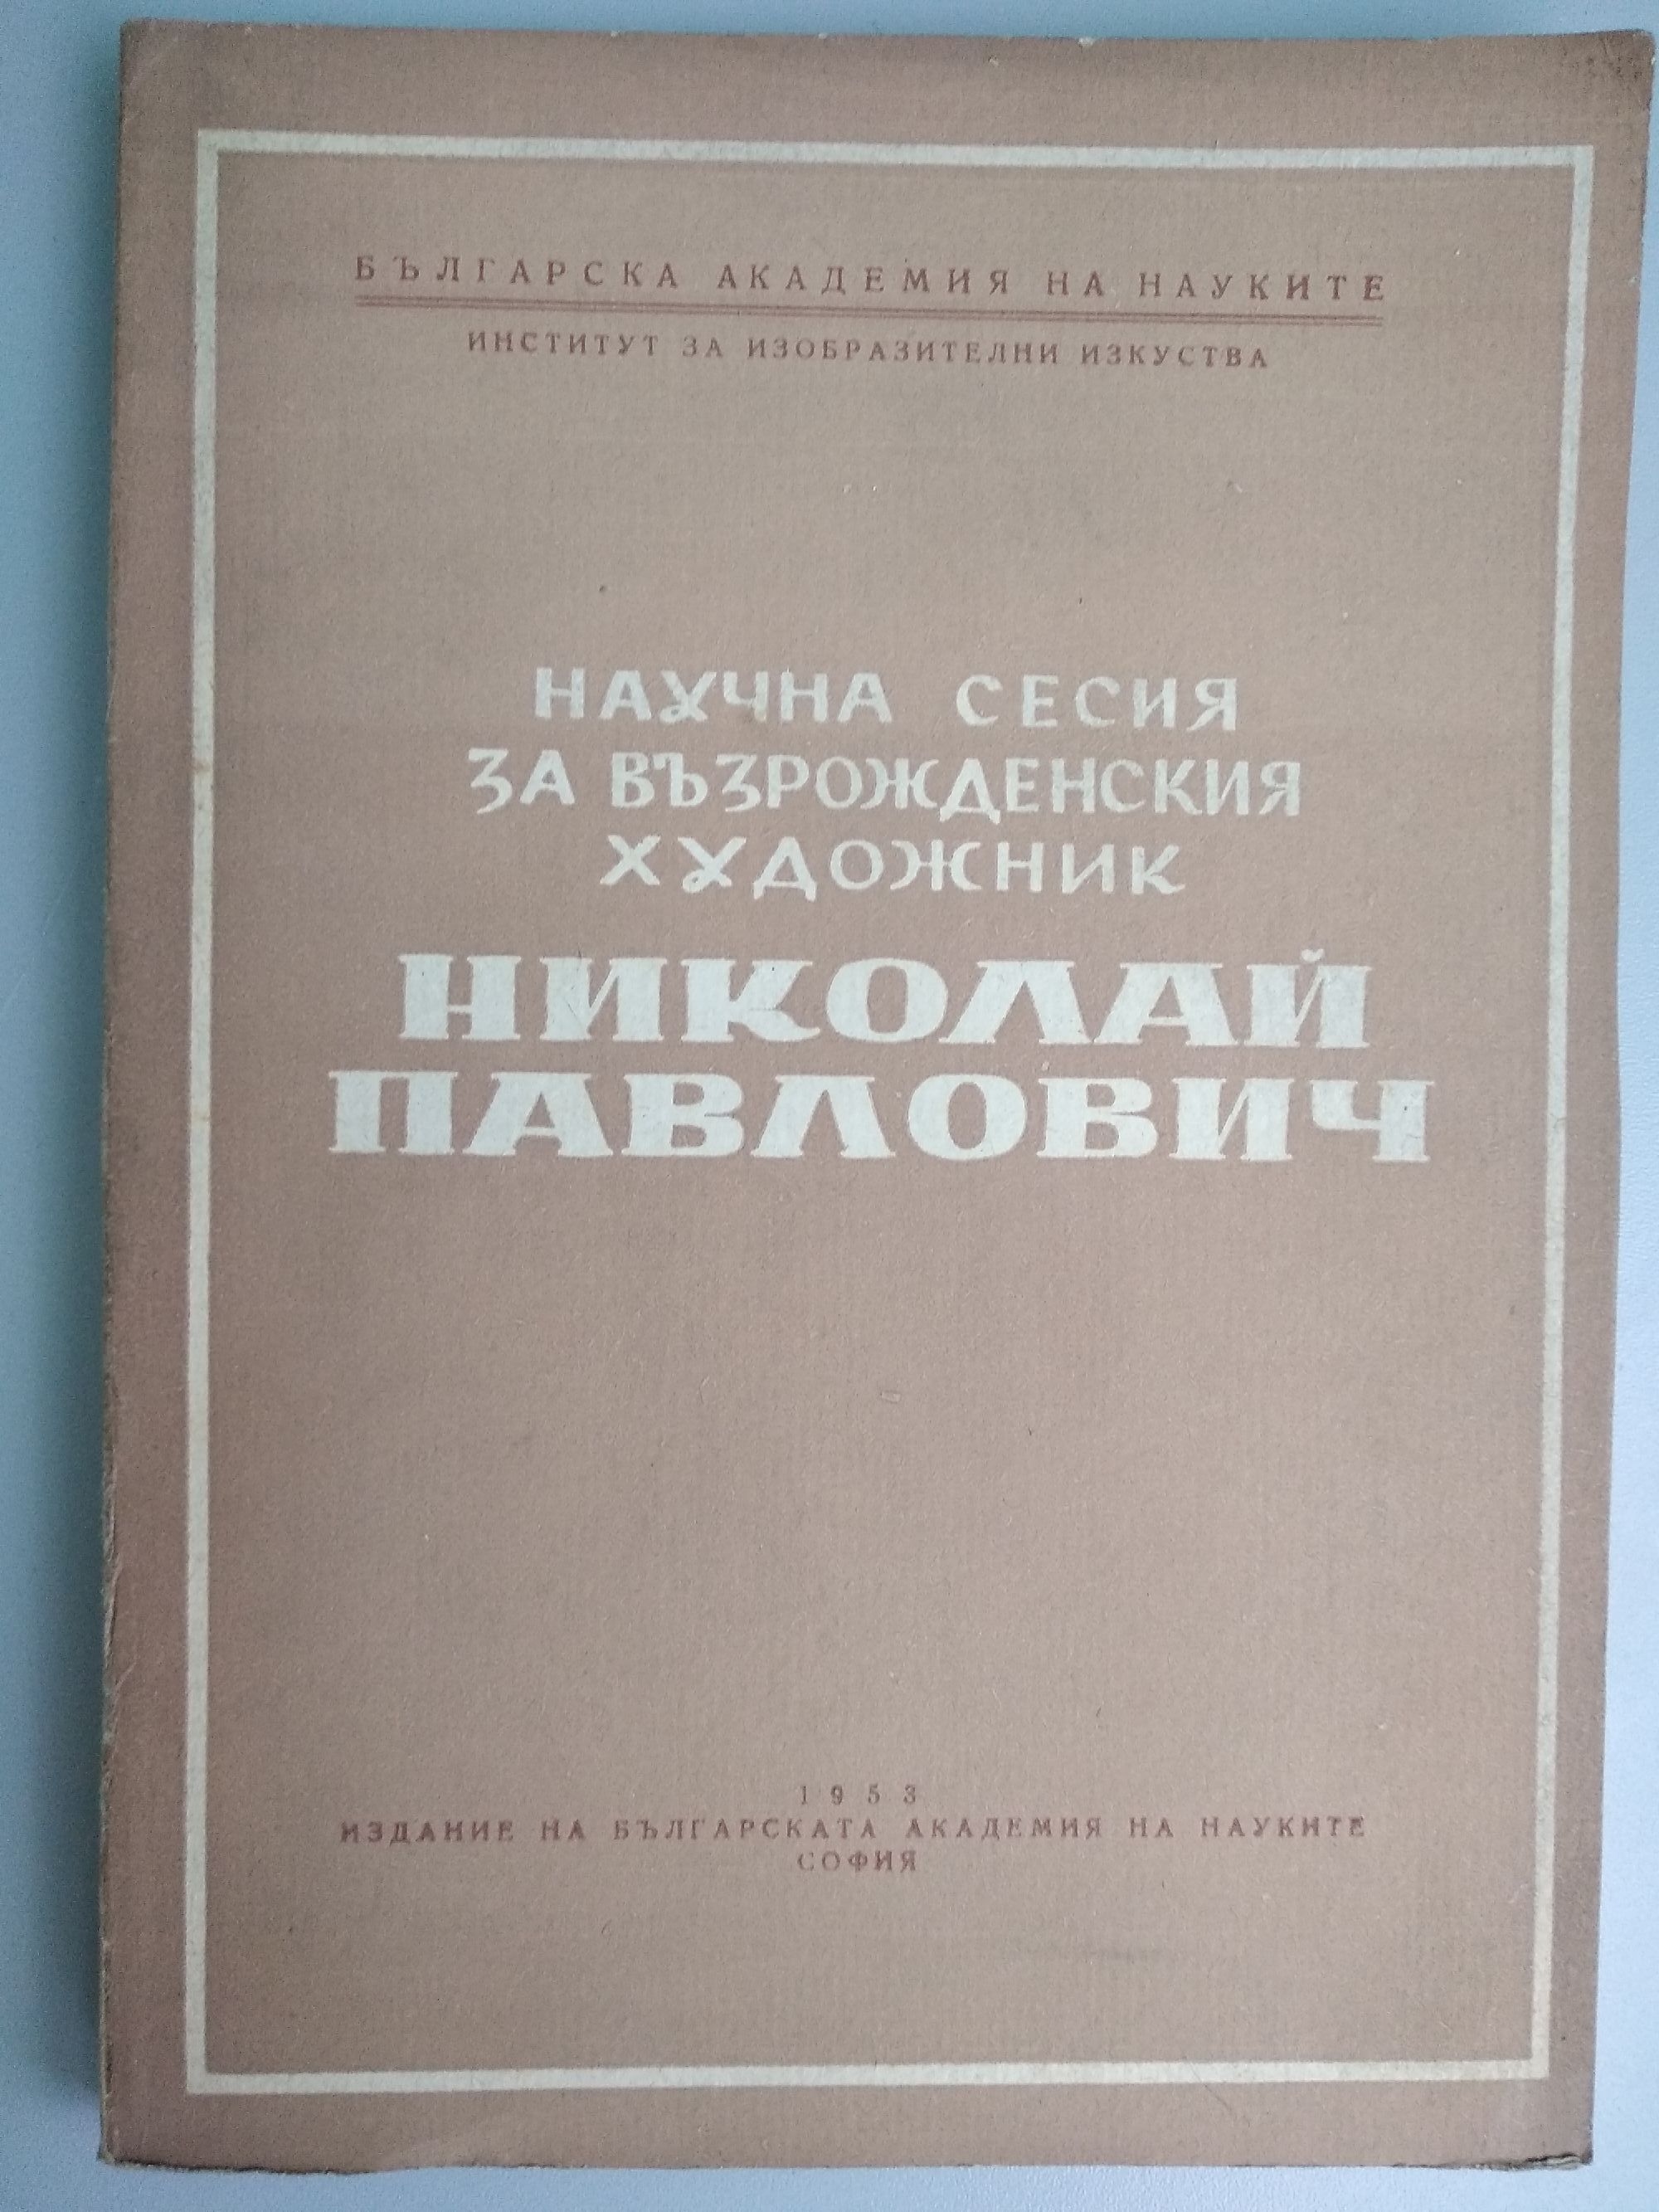 БЪЛГАРСКА АКАДЕМИЯ НА НАУКИТЕ
ИНСТИТУТ ЗА ИЗОБРАЗИТЕЛНИ ИЗКУСТВА
НАУЧНА СЕСИЯ
ЗА ВЪЗРОЖДЕНСКИЯ
ХУДОЖНИК
НИКОЛАЙ
ПАВЛОВИЧ
1953
ИЗДАНИЕ НА БЪЛГАРСКАТА АКАДЕМИЯ НА НАУКИТЕ
СОФИЯ